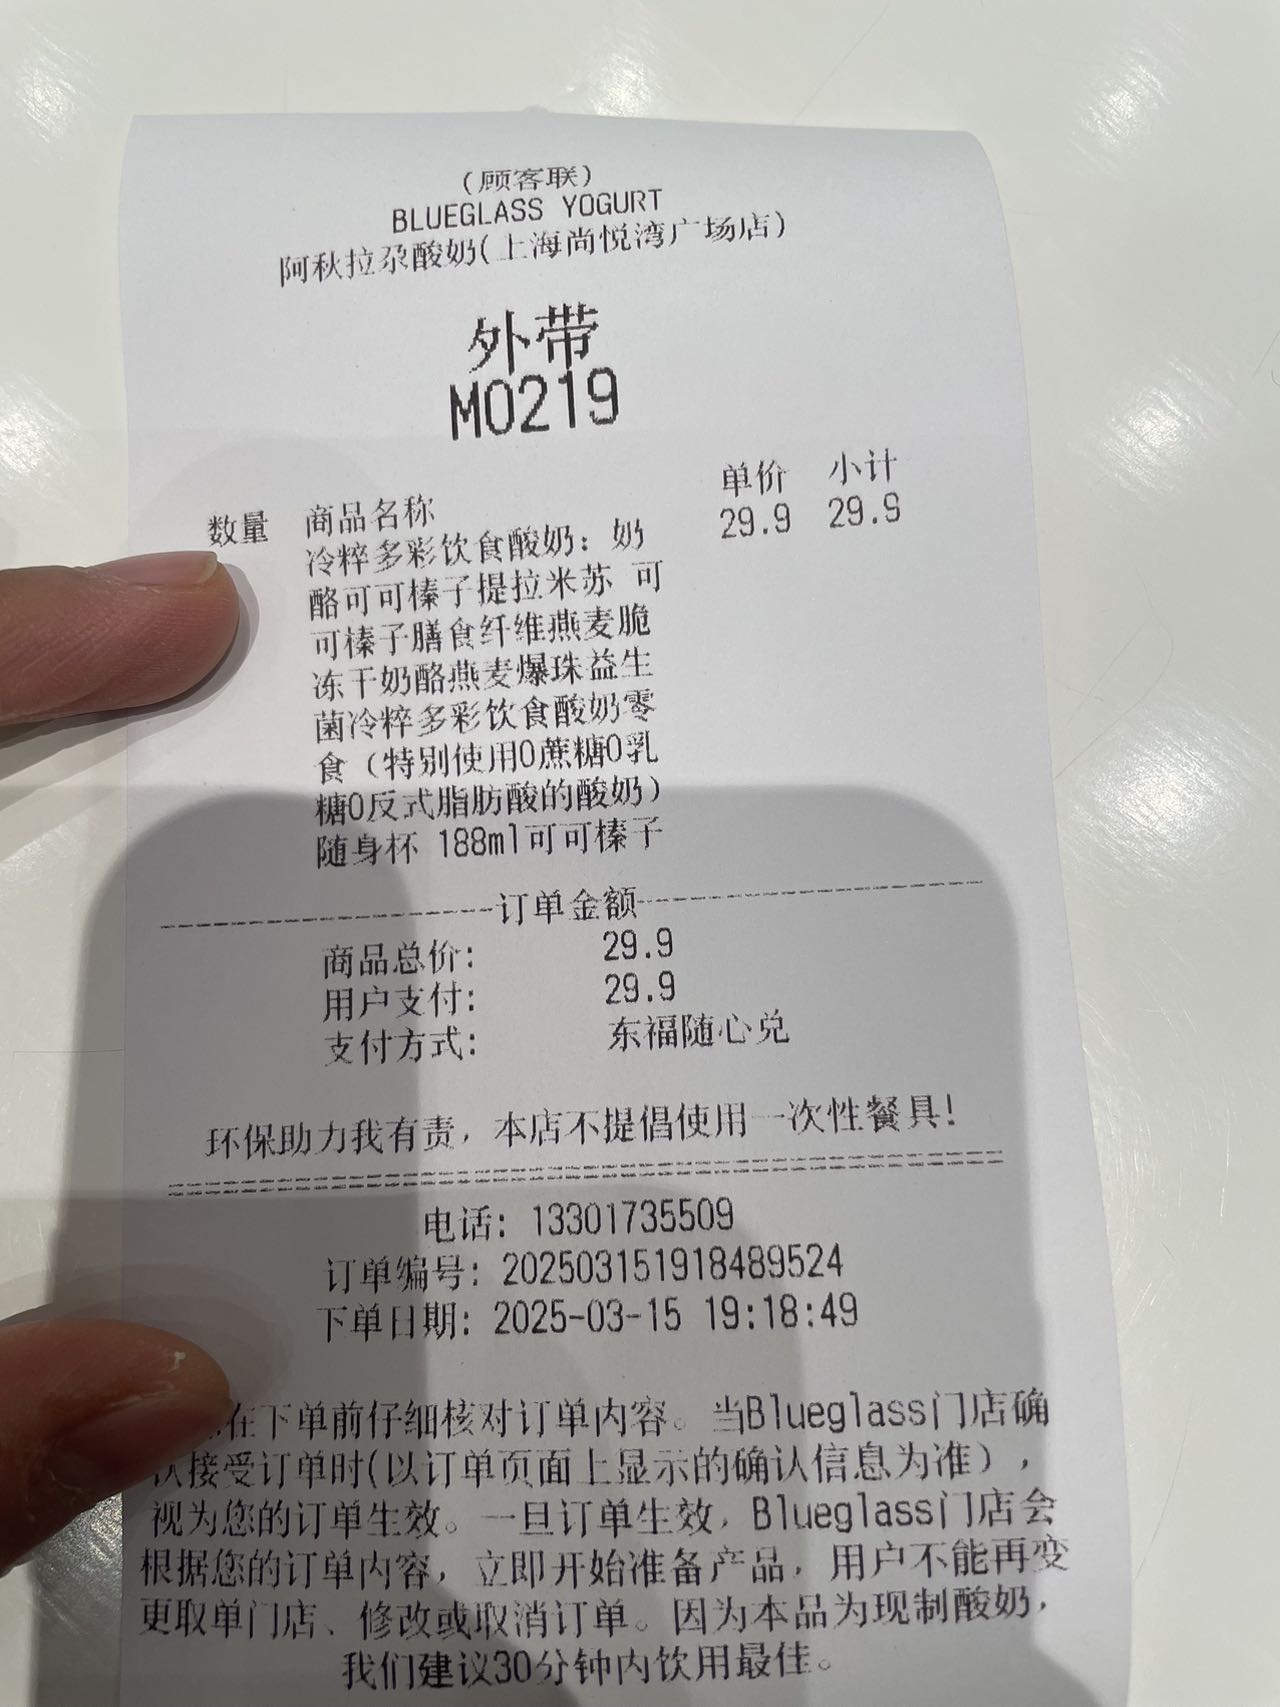 (顾客联)
BLUEGLASS YOGURT
阿秋拉尕酸奶(上海尚悦湾广场店)
外带
M0219
数量 商品名称 单价 小计
冷粹多彩饮食酸奶：奶 29.9 29.9
酪可可榛子提拉米苏 可
可榛子膳食纤维燕麦脆
冻干奶酪燕麦爆珠益生
菌冷粹多彩饮食酸奶零
食（特别使用0蔗糖0乳
糖0反式脂肪酸的酸奶）
随身杯 188ml可可榛子
订单金额
商品总价: 29.9
用户支付: 29.9
支付方式: 东福随心兑
环保助力我有责，本店不提倡使用一次性餐具!
电话: 13301735509
订单编号: 202503151918489524
下单日期: 2025-03-15 19:18:49
在下单前仔细核对订单内容。当Blueglass门店确
认接受订单时(以订单页面上显示的确认信息为准)，
视为您的订单生效。一旦订单生效，Blueglass门店会
根据您的订单内容，立即开始准备产品，用户不能再变
更取单门店、修改或取消订单。因为本品为现制酸奶，
我们建议30分钟内饮用最佳。